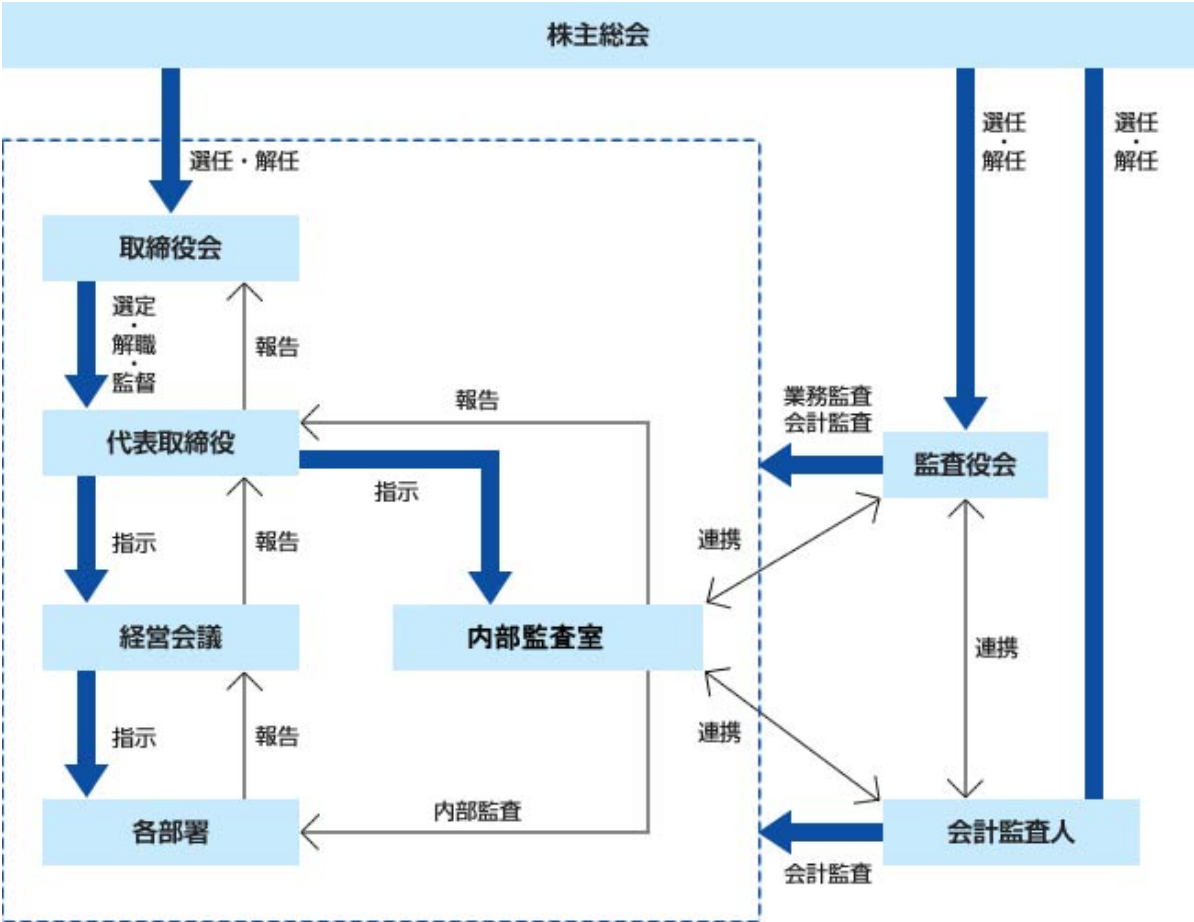 株主総会
選任・解任
選任
・
解任
選任
・
解任
取締役会
選定
・
解職
・
監督
報告
代表取締役
報告
指示
業務監査
会計監査
監査役会
指示
報告
連携
経営会議
内部監査室
連携
指示
報告
連携
各部署
内部監査
会計監査人
会計監査